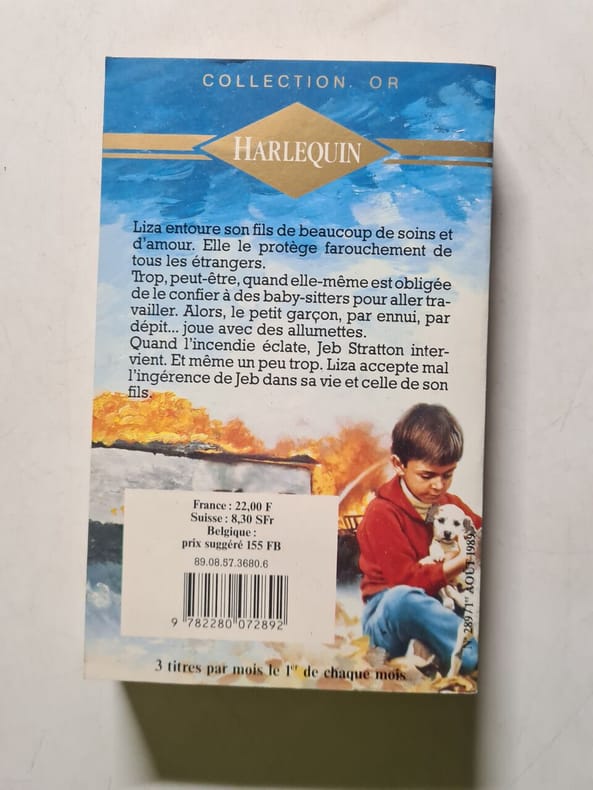 COLLECTION. OR
HARLEQUIN
Liza entoure son fils de beaucoup de soins et
d'amour. Elle le protège farouchement de
tous les étrangers.
Trop, peut-être, quand elle-même est obligée
de le confier à des baby-sitters pour aller tra-
vailler. Alors, le petit garçon, par ennui, par
dépit... joue avec des allumettes.
Quand l'incendie éclate, Jeb Stratton inter-
vient. Et même un peu trop. Liza accepte mal
l'ingérence de Jeb dans sa vie et celle de son
fils.
France : 22,00 F
Suisse : 8,30 SFr
Belgique :
prix suggéré 155 FB
89.08.57.3680.6
9 782280 072892
N° 289 / 1er AOÛT 1989
3 titres par mois le 1er de chaque mois